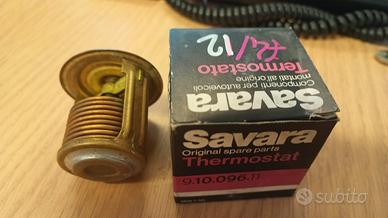 R4/12
Termostato
Componenti per autoveicoli
montati all'origine
Savara
Savara
Original spare parts
Thermostat
9.10.096.11
subito